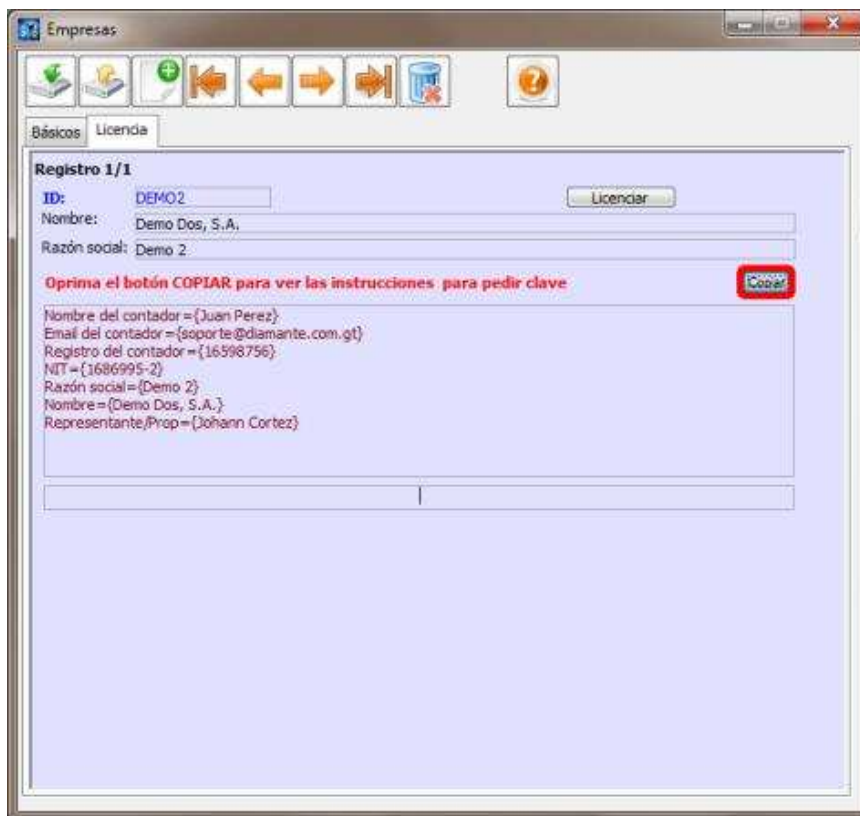 Empresas
Básicos Licencia
Registro 1/1
ID: DEMO2 Licenciar
Nombre: Demo Dos, S.A.
Razón social: Demo 2
Oprima el botón COPIAR para ver las instrucciones para pedir clave Copiar
Nombre del contador={Juan Perez}
Email del contador={soporte@diamante.com.gt}
Registro del contador={16598756}
NIT={1686995-2}
Razón social={Demo 2}
Nombre={Demo Dos, S.A.}
Representante/Prop={Johann Cortez}